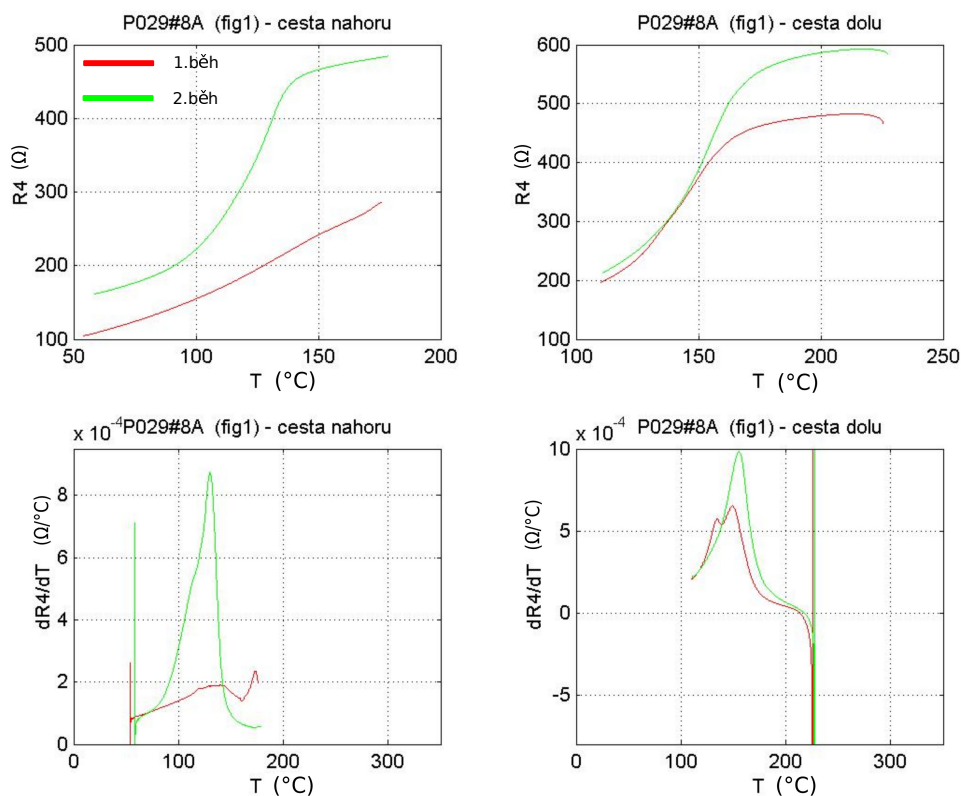 P029#8A (fig1) - cesta nahoru
500
400
300
200
100
50
100
150
200
R4 (Ω)
T (°C)
1.běh
2.běh
P029#8A (fig1) - cesta dolu
600
500
400
300
200
100
100
150
200
250
R4 (Ω)
T (°C)
x 10⁻⁴
P029#8A (fig1) - cesta nahoru
8
6
4
2
0
0
100
200
300
dR4/dT (Ω/°C)
T (°C)
x 10⁻⁴
P029#8A (fig1) - cesta dolu
10
5
0
-5
0
100
200
300
dR4/dT (Ω/°C)
T (°C)